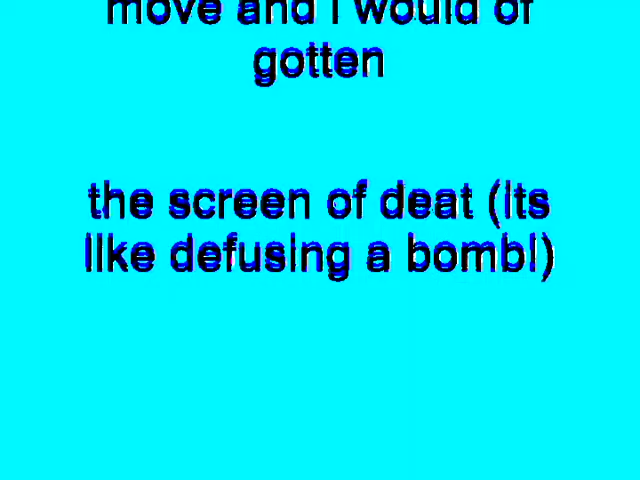 move and i would of
gotten
the screen of deat (its
like defusing a bomb!)